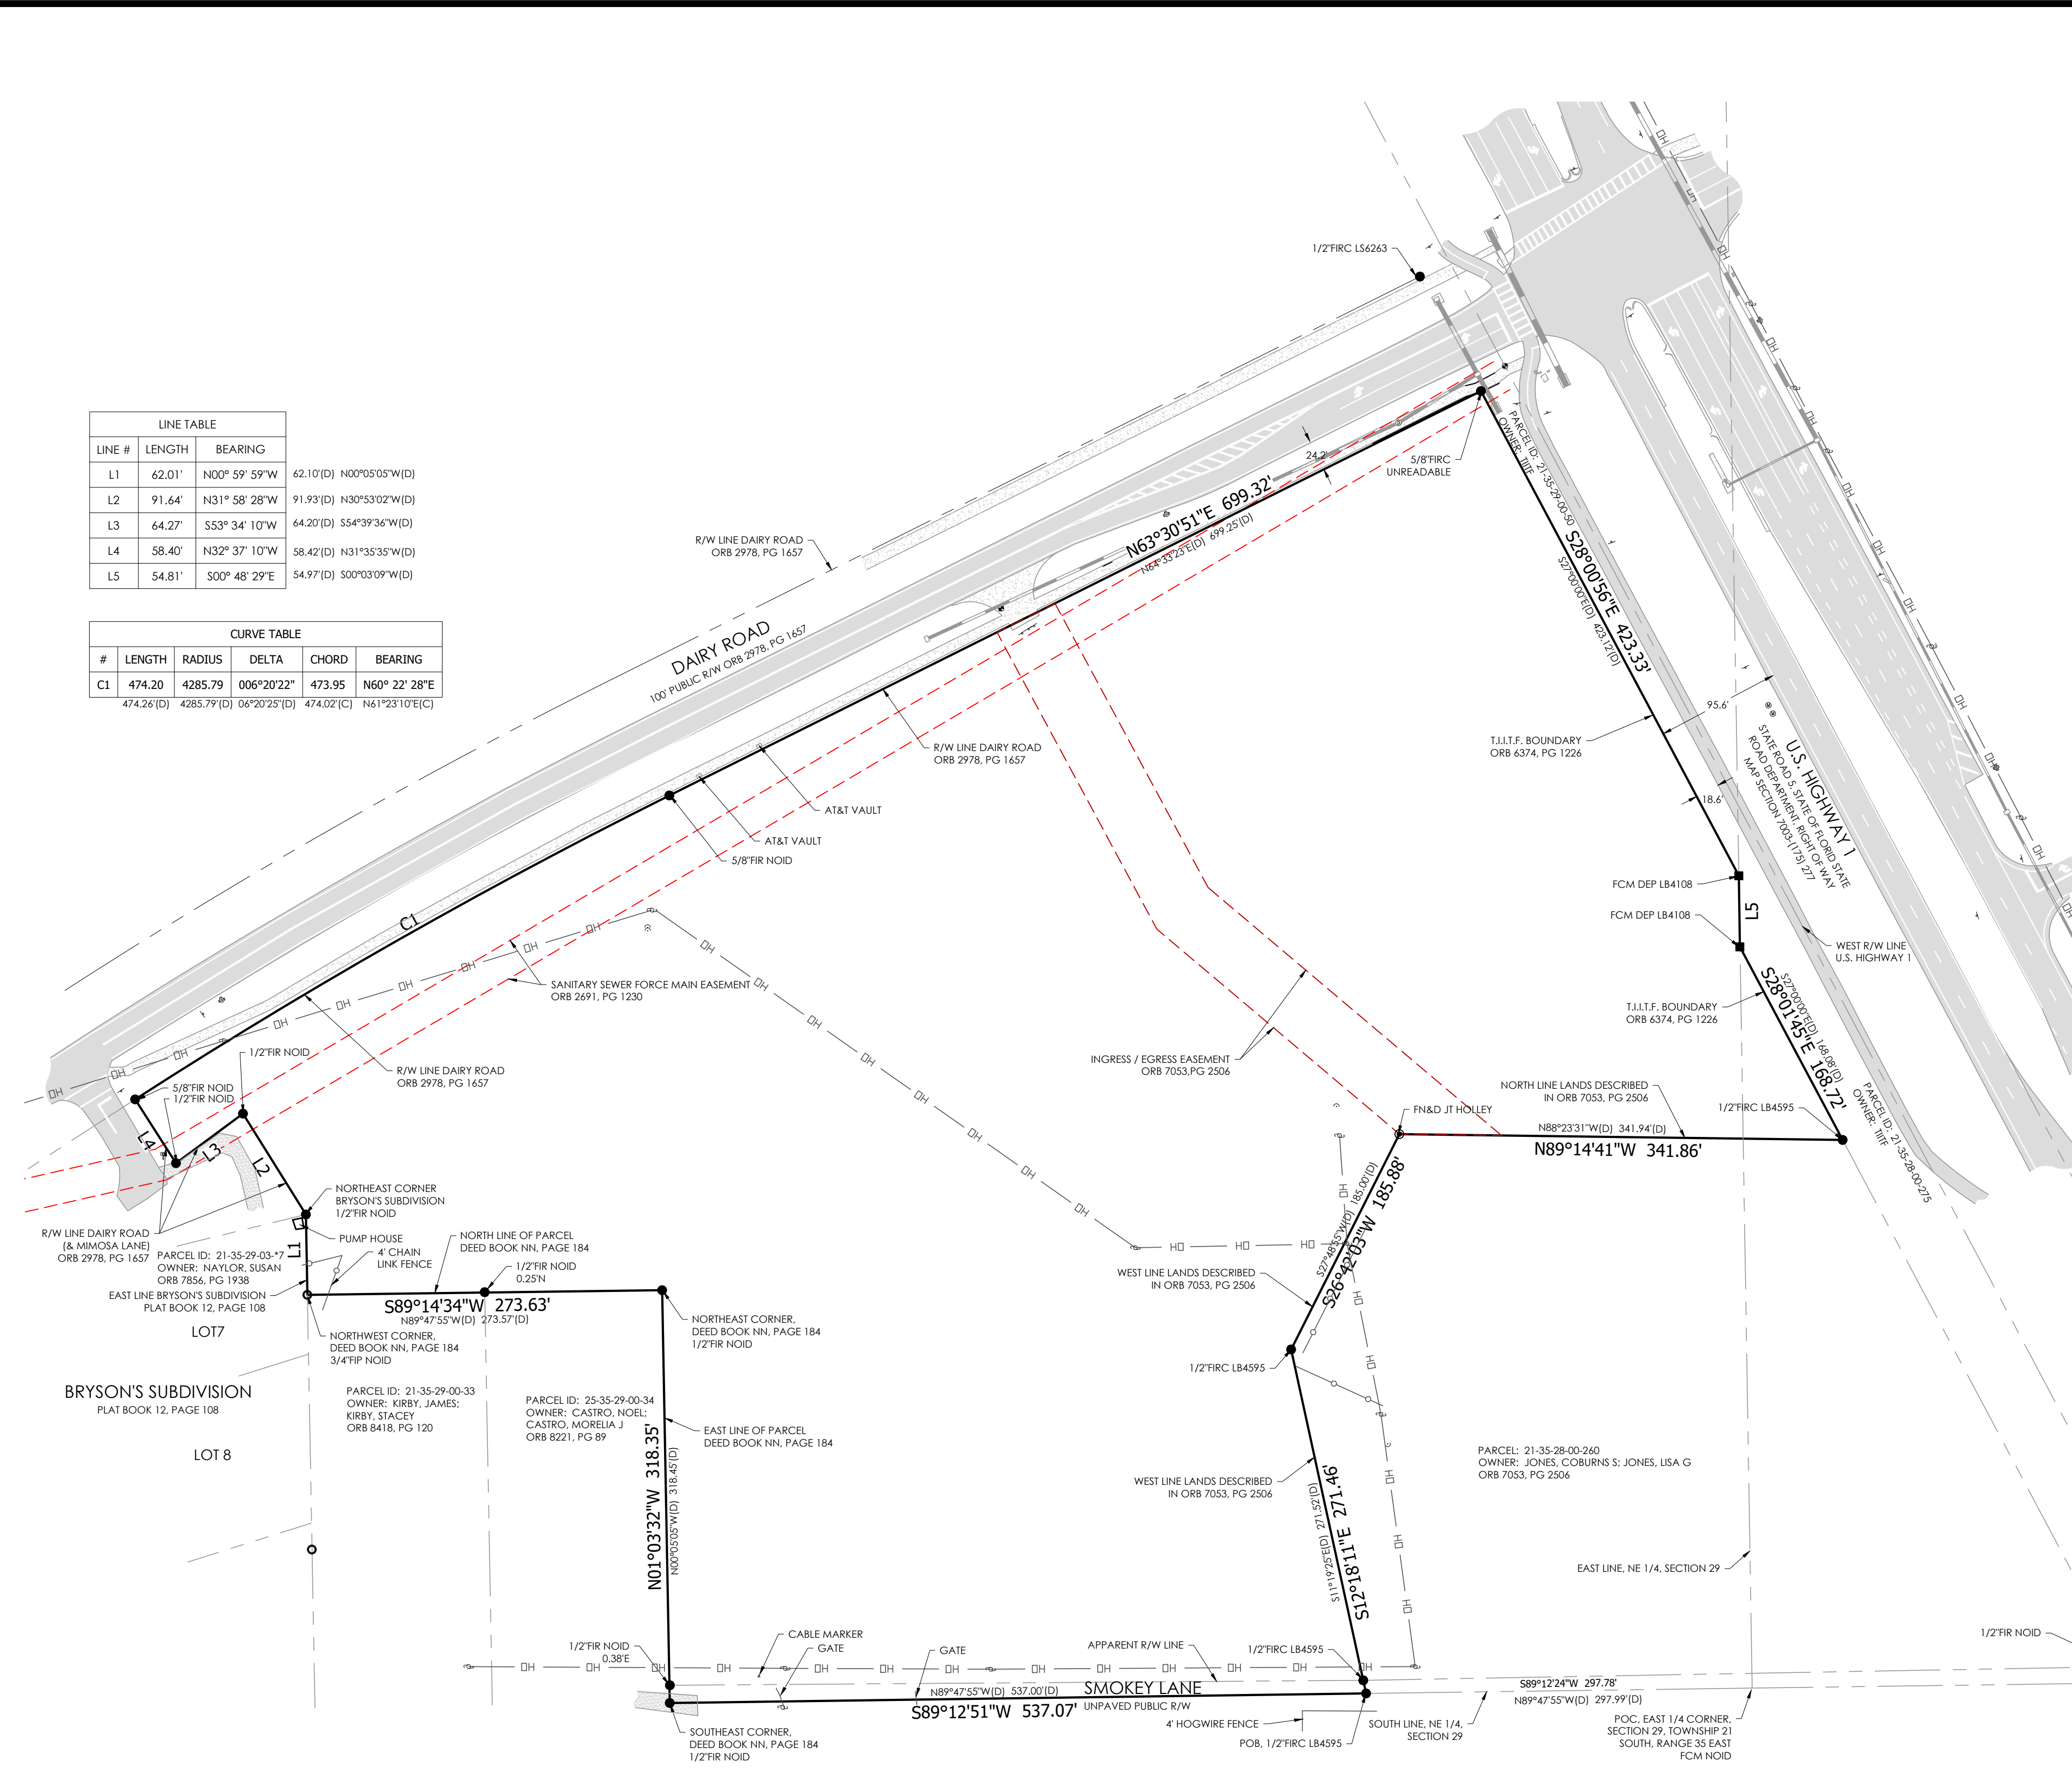 1/2"FIRC LS6263
LINE TABLE
LINE # LENGTH BEARING
L1 62.01' N00° 59' 59"W 62.10'(D) N00°05'05"W(D)
L2 91.64' N31° 58' 28"W 91.93'(D) N30°53'02"W(D)
L3 64.27' S53° 34' 10"W 64.20'(D) S54°39'36"W(D)
L4 58.40' N32° 37' 10"W 58.42'(D) N31°35'35"W(D)
L5 54.81' S00° 48' 29"E 54.97'(D) S00°03'09"W(D)
CURVE TABLE
# LENGTH RADIUS DELTA CHORD BEARING
C1 474.20 4285.79 006°20'22" 473.95 N60° 22' 28"E
474.26'(D) 4285.79'(D) 06°20'25"(D) 474.02'(C) N61°23'10"E(C)
24.2'
5/8"FIRC
UNREADABLE
PARCEL ID: 21-35-29-00-50
OWNER: TIITF
N63°30'51"E 699.32'
N64°33'23"E(D) 699.25'(D)
R/W LINE DAIRY ROAD
ORB 2978, PG 1657
S28°00'56"E 423.33'
S27°00'00"E(D) 423.12'(D)
DAIRY ROAD
100' PUBLIC R/W ORB 2978, PG 1657
R/W LINE DAIRY ROAD
ORB 2978, PG 1657
95.6'
T.I.I.T.F. BOUNDARY
ORB 6374, PG 1226
U.S. HIGHWAY 1
STATE ROAD 5, STATE OF FLORID STATE
ROAD DEPARTMENT, RIGHT OF WAY
MAP SECTION 7003-(175) 277
18.6'
AT&T VAULT
AT&T VAULT
5/8"FIR NOID
FCM DEP LB4108
FCM DEP LB4108
L5
C1
WEST R/W LINE
U.S. HIGHWAY 1
SANITARY SEWER FORCE MAIN EASEMENT
ORB 2691, PG 1230
T.I.I.T.F. BOUNDARY
ORB 6374, PG 1226
S27°00'00"E(D) 168.08'(D)
S28°01'45"E 168.72'
1/2"FIR NOID
R/W LINE DAIRY ROAD
ORB 2978, PG 1657
INGRESS / EGRESS EASEMENT
ORB 7053,PG 2506
5/8"FIR NOID
1/2"FIR NOID
NORTH LINE LANDS DESCRIBED
IN ORB 7053, PG 2506
FN&D JT HOLLEY
1/2"FIRC LB4595
PARCEL ID: 21-35-28-00-275
OWNER: TIITF
N88°23'31"W(D) 341.94'(D)
N89°14'41"W 341.86'
L4
L3
L2
NORTHEAST CORNER
BRYSON'S SUBDIVISION
1/2"FIR NOID
R/W LINE DAIRY ROAD
(& MIMOSA LANE)
ORB 2978, PG 1657
PUMP HOUSE
L1
PARCEL ID: 21-35-29-03-*7
OWNER: NAYLOR, SUSAN
ORB 7856, PG 1938
4' CHAIN
LINK FENCE
NORTH LINE OF PARCEL
DEED BOOK NN, PAGE 184
1/2"FIR NOID
0.25'N
EAST LINE BRYSON'S SUBDIVISION
PLAT BOOK 12, PAGE 108
S27°48'55"W(D) 185.00'(D)
S26°42'03"W 185.88'
WEST LINE LANDS DESCRIBED
IN ORB 7053, PG 2506
S89°14'34"W 273.63'
N89°47'55"W(D) 273.57'(D)
LOT7
NORTHWEST CORNER,
DEED BOOK NN, PAGE 184
3/4"FIP NOID
NORTHEAST CORNER,
DEED BOOK NN, PAGE 184
1/2"FIR NOID
1/2"FIRC LB4595
BRYSON'S SUBDIVISION
PLAT BOOK 12, PAGE 108
PARCEL ID: 21-35-29-00-33
OWNER: KIRBY, JAMES;
KIRBY, STACEY
ORB 8418, PG 120
PARCEL ID: 25-35-29-00-34
OWNER: CASTRO, NOEL;
CASTRO, MORELIA J
ORB 8221, PG 89
EAST LINE OF PARCEL
DEED BOOK NN, PAGE 184
LOT 8
N01°03'32"W 318.35'
N00°05'05"W(D) 318.45'(D)
WEST LINE LANDS DESCRIBED
IN ORB 7053, PG 2506
S11°19'25"E(D) 271.52'(D)
S12°18'11"E 271.46'
PARCEL: 21-35-28-00-260
OWNER: JONES, COBURNS S; JONES, LISA G
ORB 7053, PG 2506
EAST LINE, NE 1/4, SECTION 29
1/2"FIR NOID
0.38'E
CABLE MARKER
GATE
GATE
APPARENT R/W LINE
1/2"FIRC LB4595
1/2"FIR NOID
OH OH OH OH OH OH OH OH OH OH OH OH OH
N89°47'55"W(D) 537.00'(D)
SMOKEY LANE
UNPAVED PUBLIC R/W
S89°12'51"W 537.07'
S89°12'24"W 297.78'
N89°47'55"W(D) 297.99'(D)
SOUTHEAST CORNER,
DEED BOOK NN, PAGE 184
1/2"FIR NOID
4' HOGWIRE FENCE
POB, 1/2"FIRC LB4595
SOUTH LINE, NE 1/4,
SECTION 29
POC, EAST 1/4 CORNER,
SECTION 29, TOWNSHIP 21
SOUTH, RANGE 35 EAST
FCM NOID